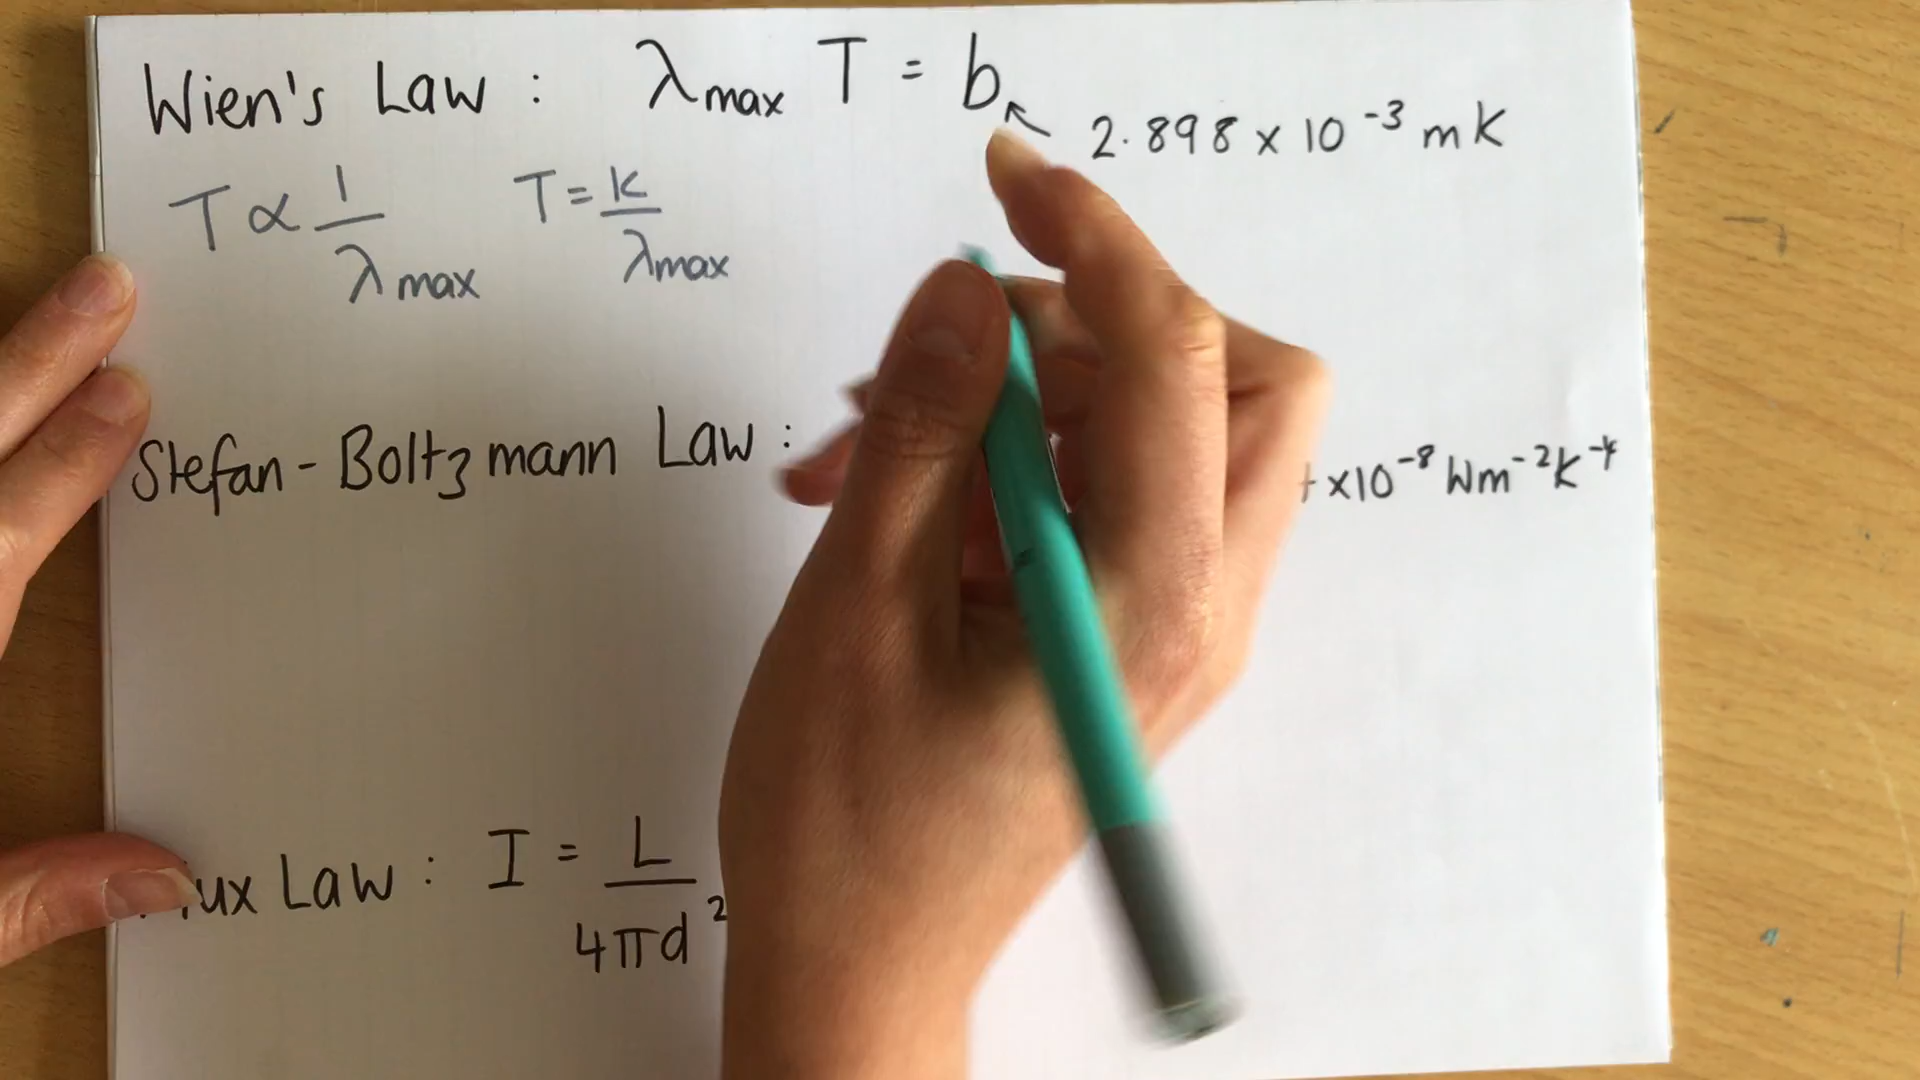 Wien's Law : λmax T = b ↖ 2.898 x 10⁻³ mK
T ∝ 1/λmax T = k/λmax
Stefan-Boltzmann Law : x10⁻⁸ Wm⁻²K⁻⁴
Law : I = L/4πd²